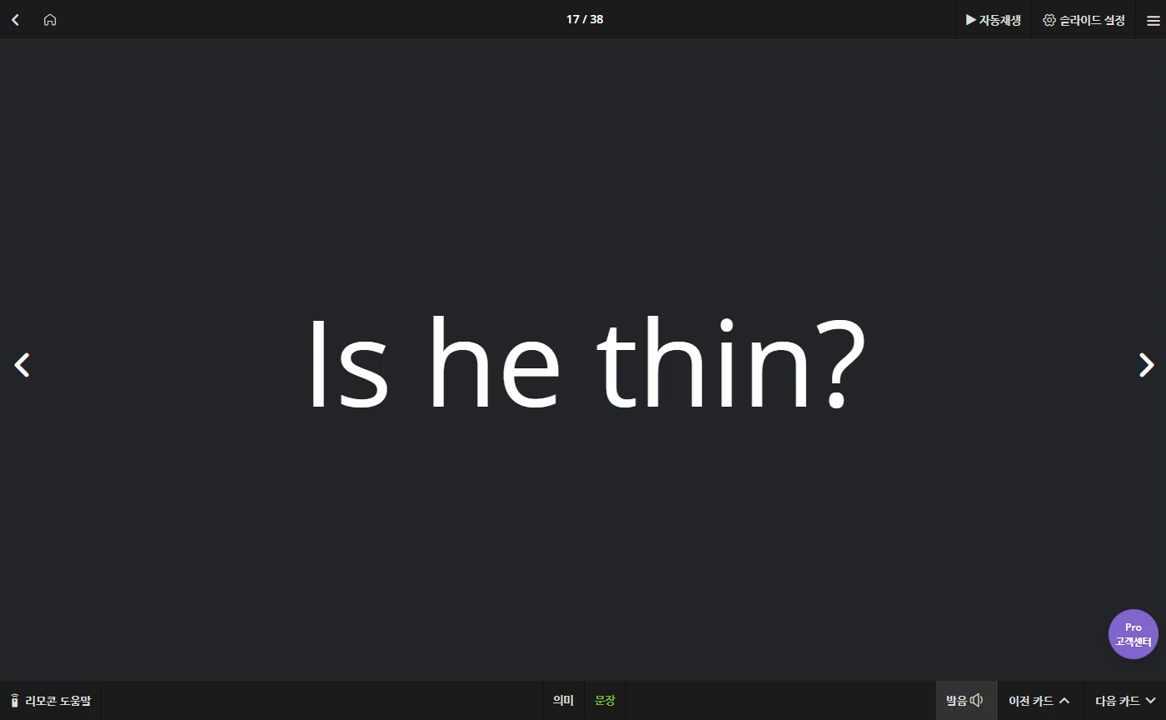 17 / 38
자동재생
슬라이드 설정
Is he thin?
Pro
고객센터
리모콘 도움말
의미
문장
발음
이전 카드
다음 카드